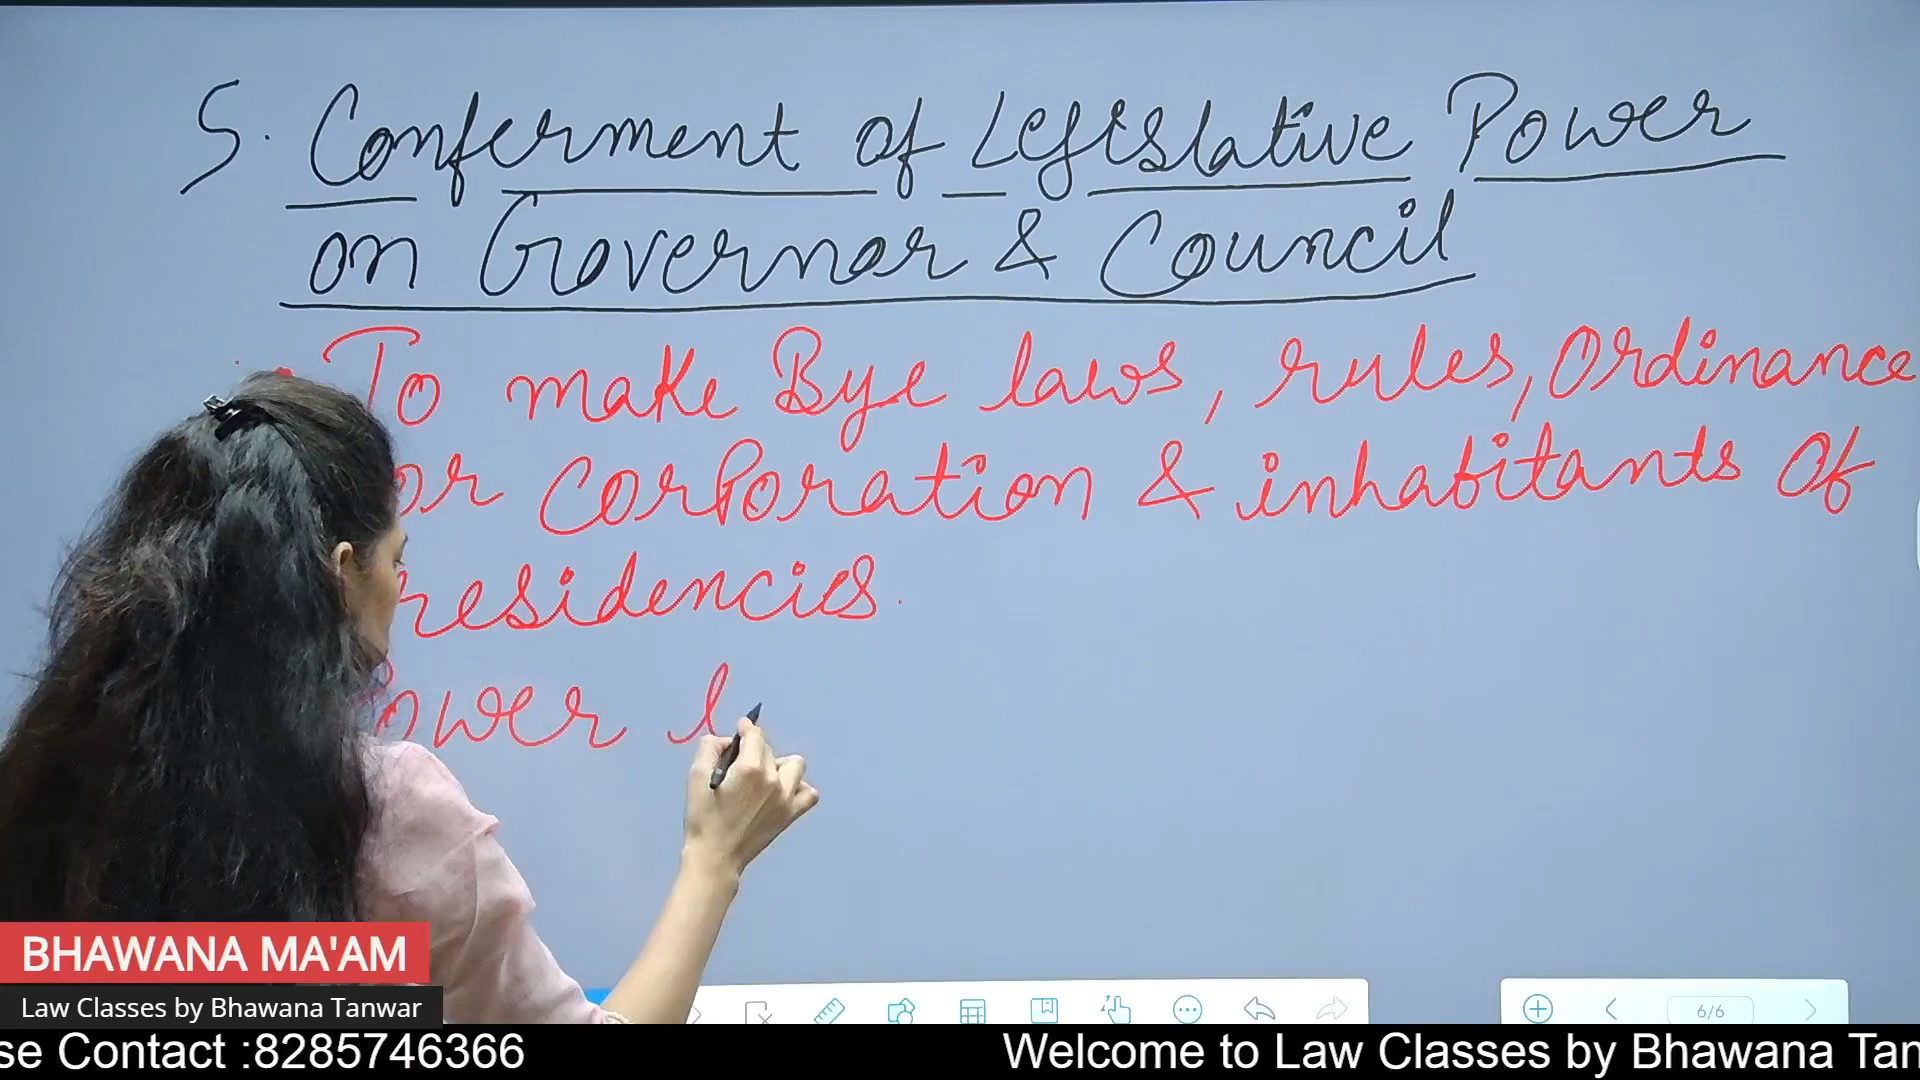 5. Conferment of Legislative Power
on Governor & Council
To make Bye laws, rules, Ordinance
or Corporation & inhabitants of
residencies.
ower
BHAWANA MA'AM
Law Classes by Bhawana Tanwar
6/6
se Contact :8285746366
Welcome to Law Classes by Bhawana Tan